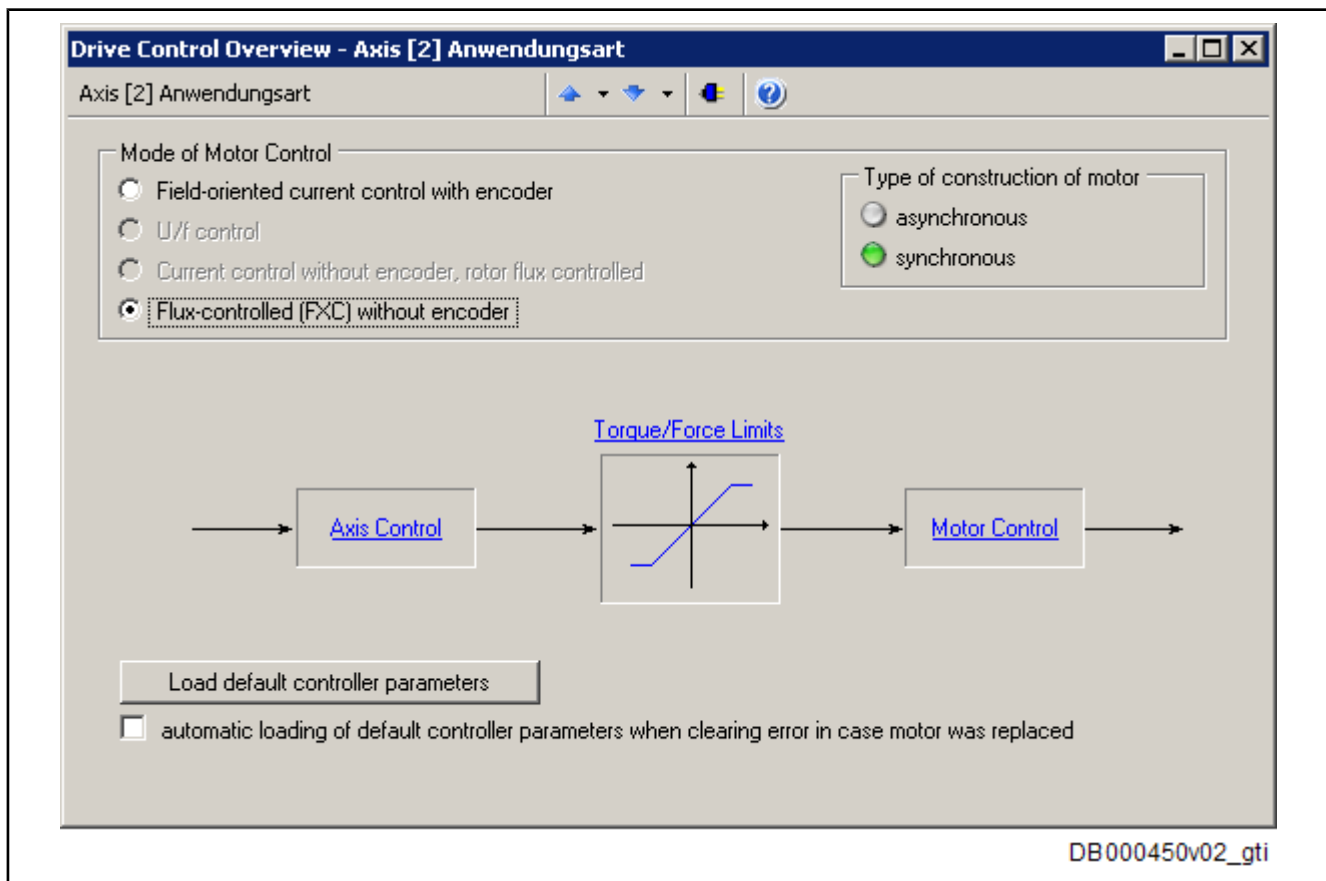 Drive Control Overview - Axis [2] Anwendungsart
Axis [2] Anwendungsart
Mode of Motor Control
Field-oriented current control with encoder
U/f control
Current control without encoder, rotor flux controlled
Flux-controlled (FXC) without encoder
Type of construction of motor
asynchronous
synchronous
Torque/Force Limits
Axis Control
Motor Control
Load default controller parameters
automatic loading of default controller parameters when clearing error in case motor was replaced
DB000450v02_gti